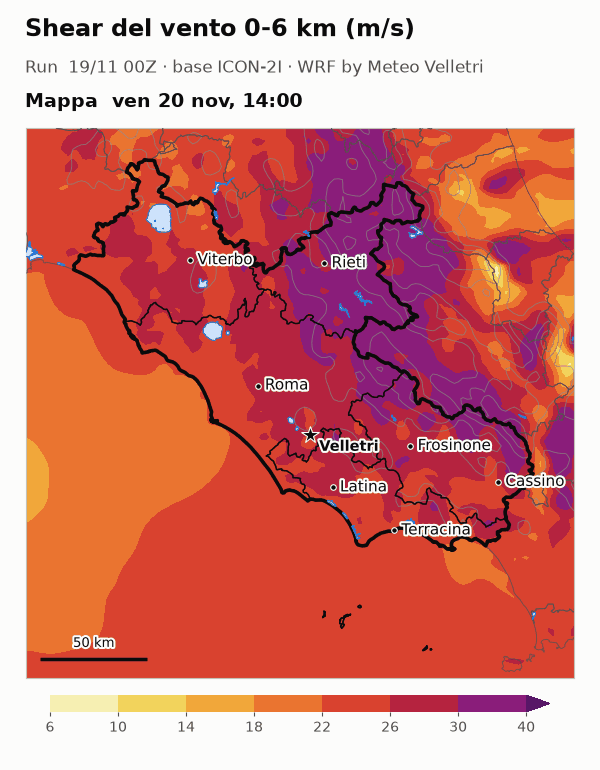 Shear del vento 0-6 km (m/s)
Run  19/11 00Z · base ICON-2I · WRF by Meteo Velletri
Mappa  ven 20 nov, 14:00
Viterbo
Rieti
Roma
Velletri
Frosinone
Latina
Cassino
Terracina
50 km
6 10 14 18 22 26 30 40